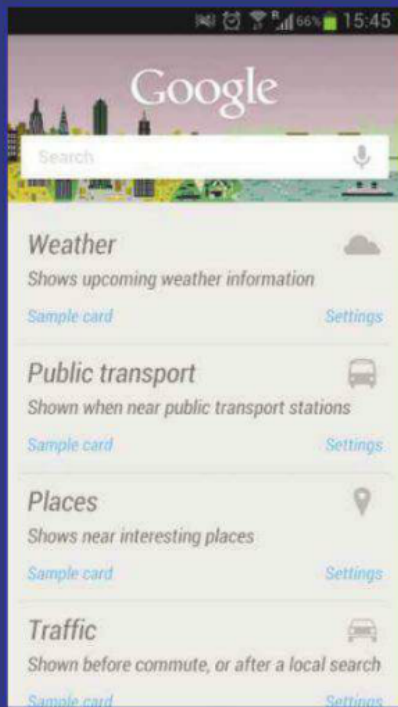 R 66% 15:45
Google
Search
Weather
Shows upcoming weather information
Sample card Settings
Public transport
Shown when near public transport stations
Sample card Settings
Places
Shows near interesting places
Sample card Settings
Traffic
Shown before commute, or after a local search
Sample card Settings